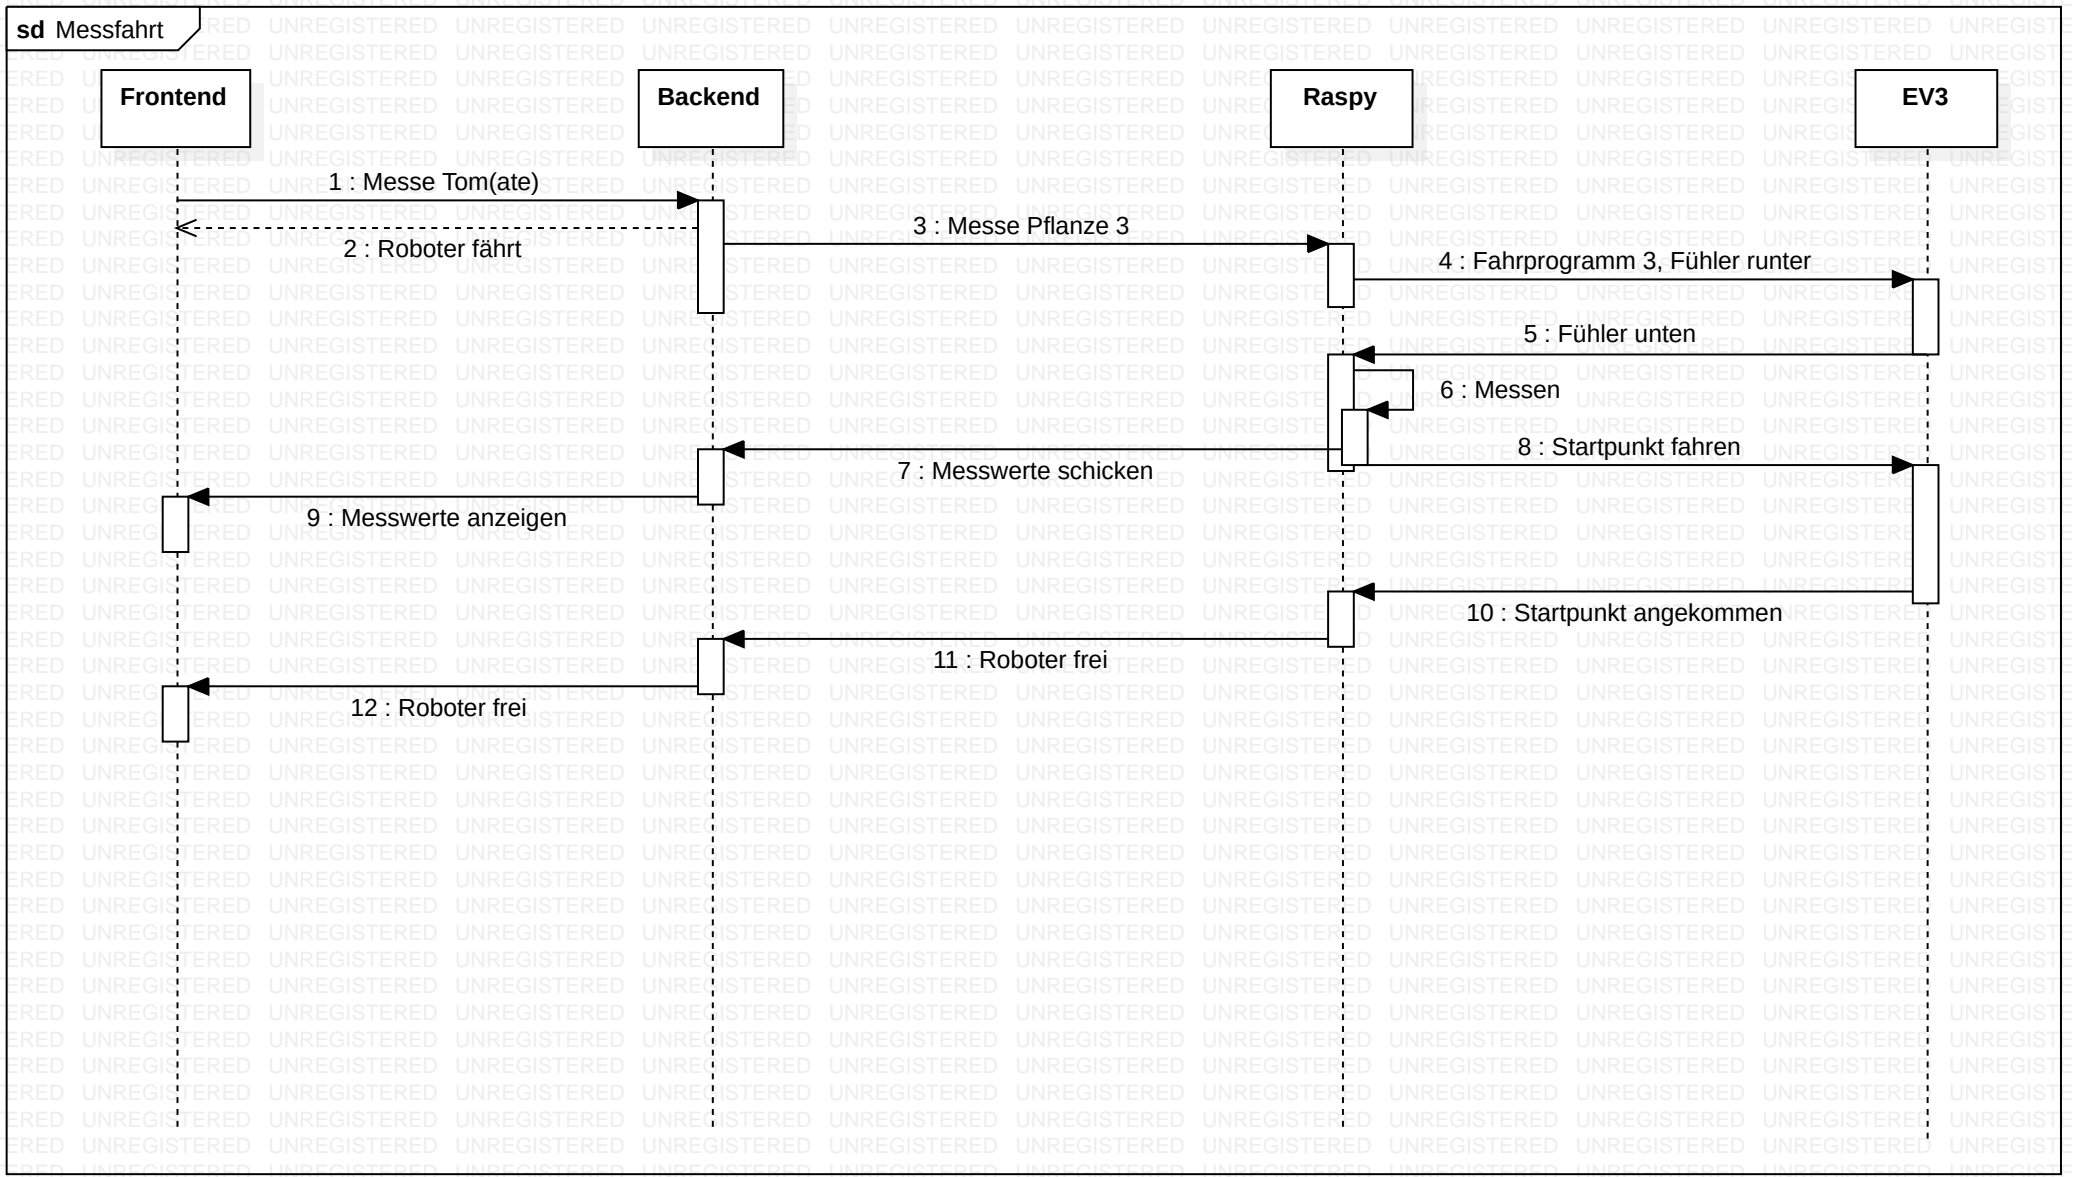 sd Messfahrt
Frontend
Backend
Raspy
EV3
1 : Messe Tom(ate)
2 : Roboter fährt
3 : Messe Pflanze 3
4 : Fahrprogramm 3, Fühler runter
5 : Fühler unten
6 : Messen
7 : Messwerte schicken
8 : Startpunkt fahren
9 : Messwerte anzeigen
10 : Startpunkt angekommen
11 : Roboter frei
12 : Roboter frei
UNREGISTERED